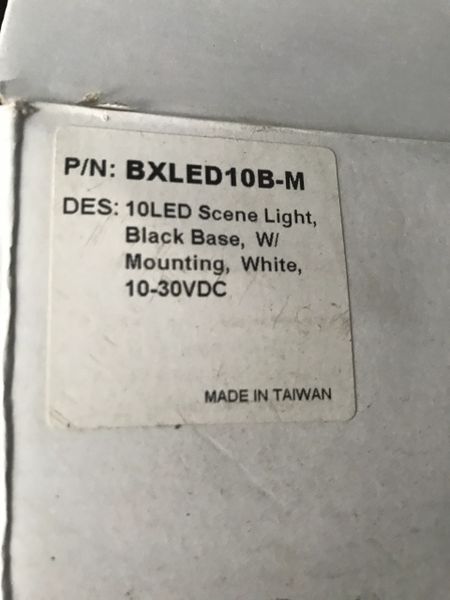 P/N: BXLED10B-M
DES: 10LED Scene Light,
Black Base, W/
Mounting, White,
10-30VDC
MADE IN TAIWAN